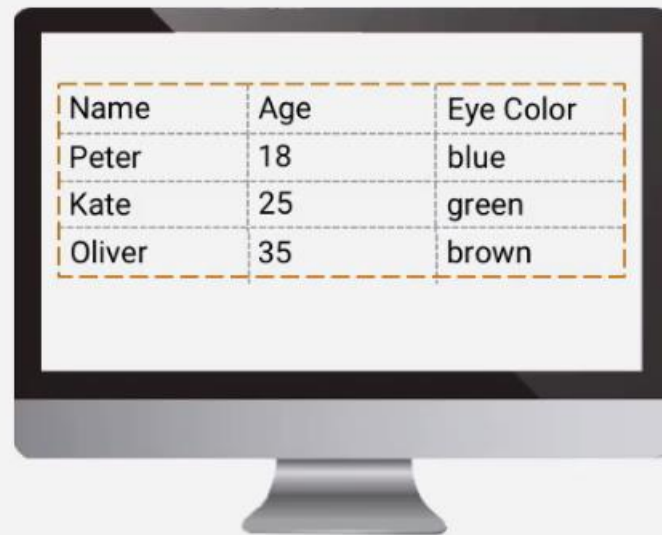 Name Age Eye Color
Peter 18 blue
Kate 25 green
Oliver 35 brown